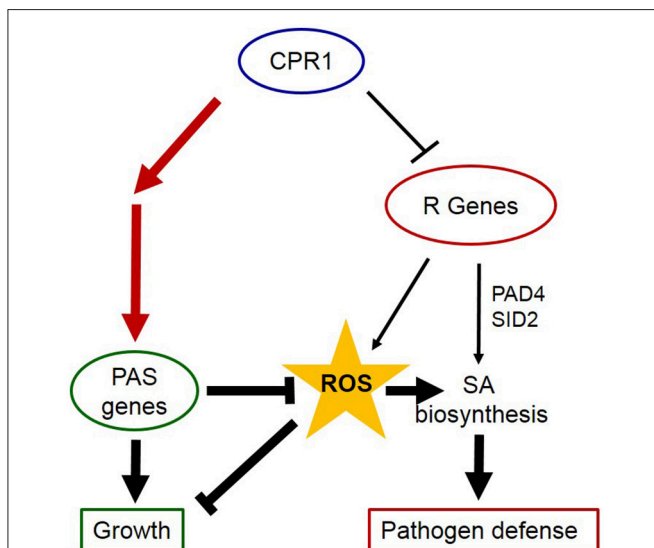 CPR1
R Genes
PAD4
SID2
PAS
genes
ROS
SA
biosynthesis
Growth
Pathogen defense